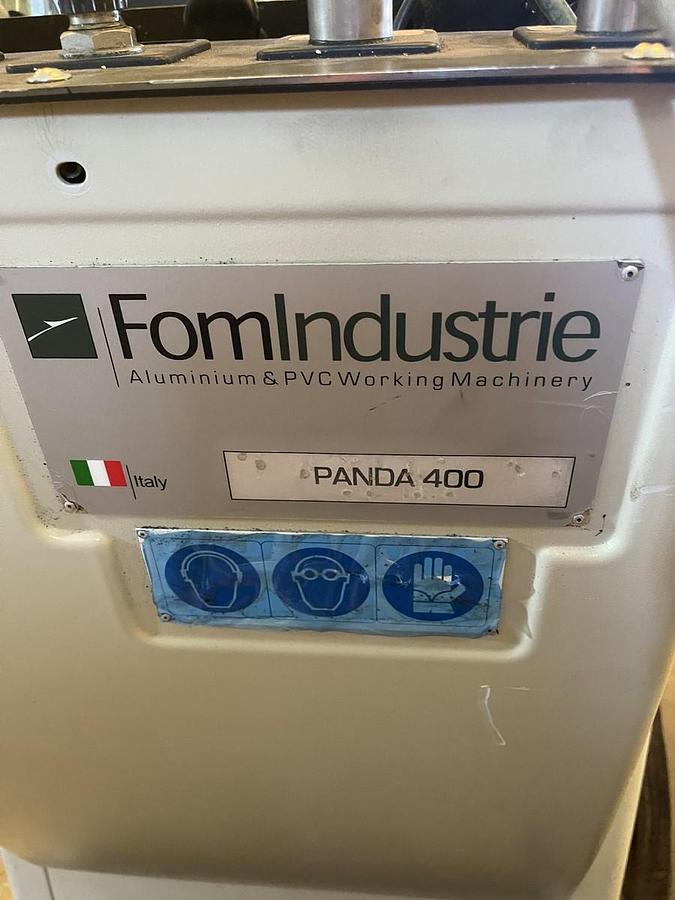 FomIndustrie
Aluminium & PVC Working Machinery
Italy
PANDA 400